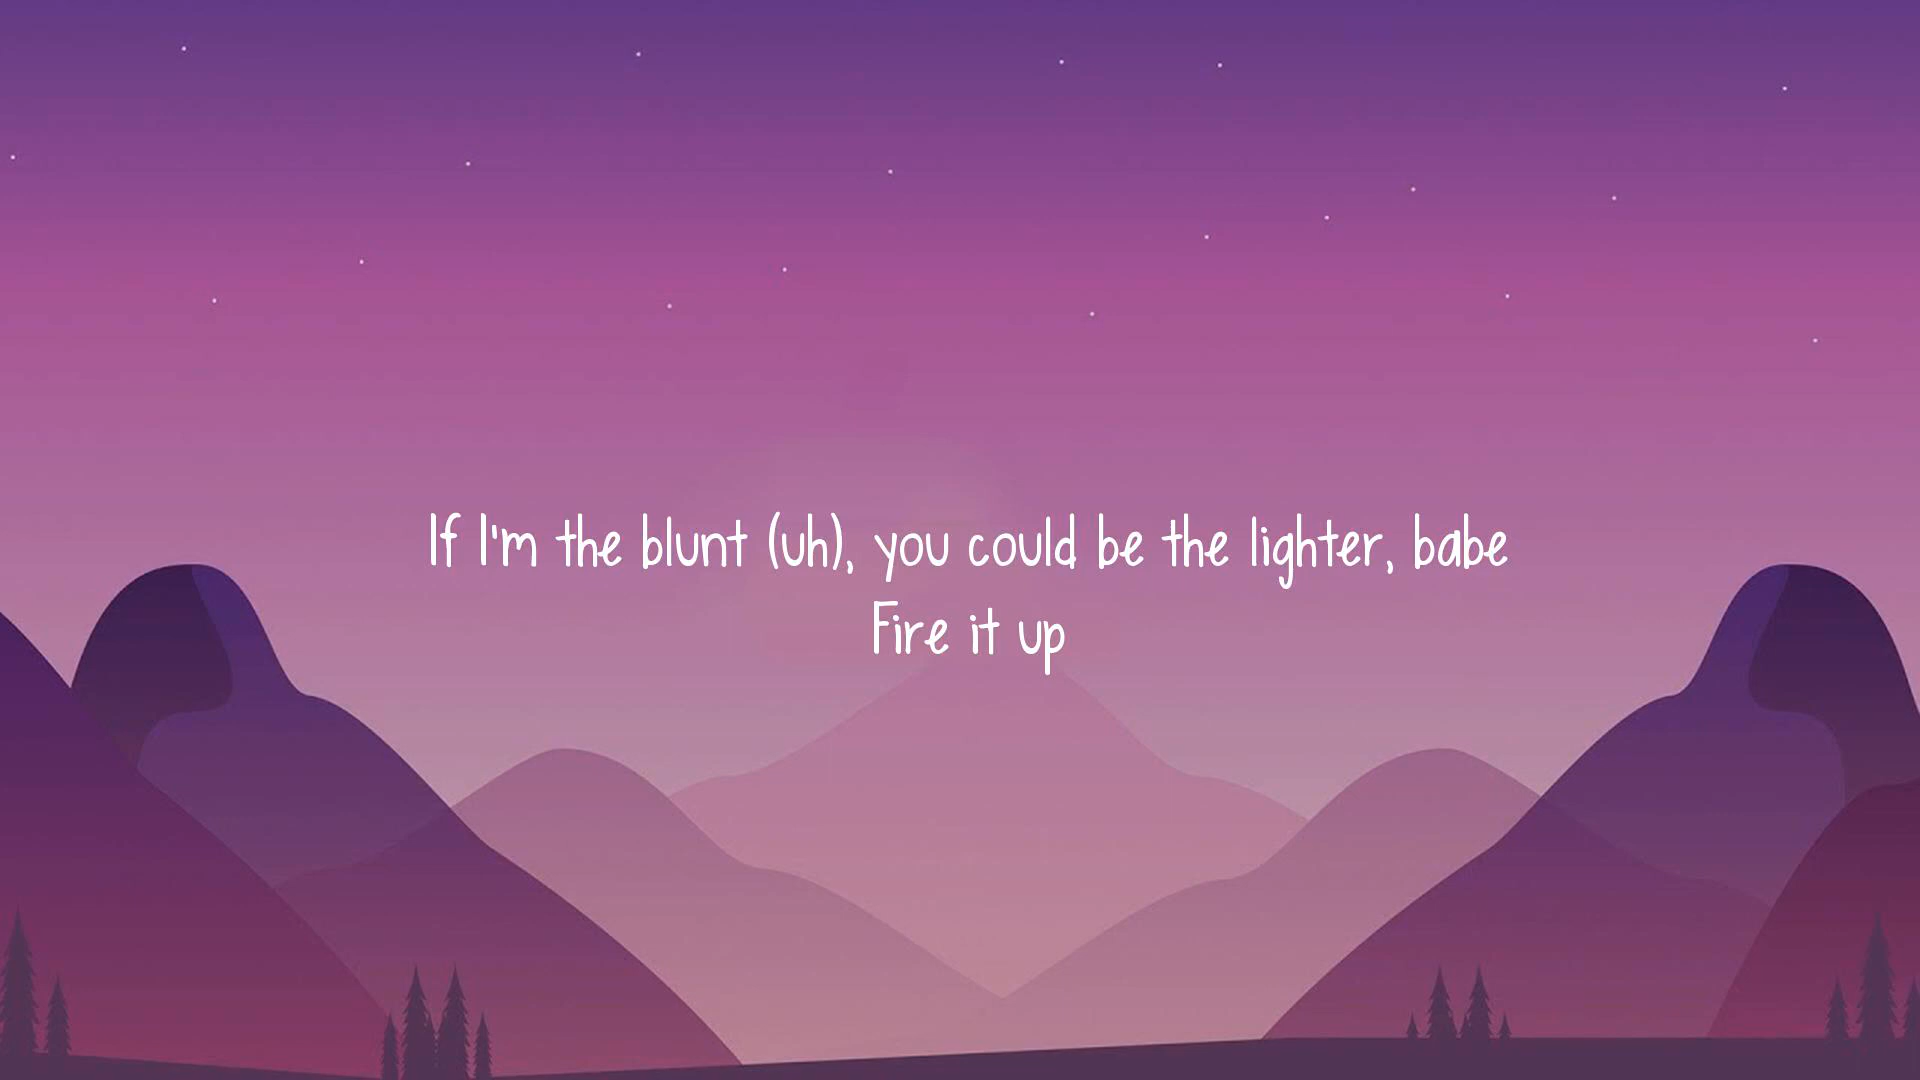 If I'm the blunt (uh), you could be the lighter, babe
Fire it up